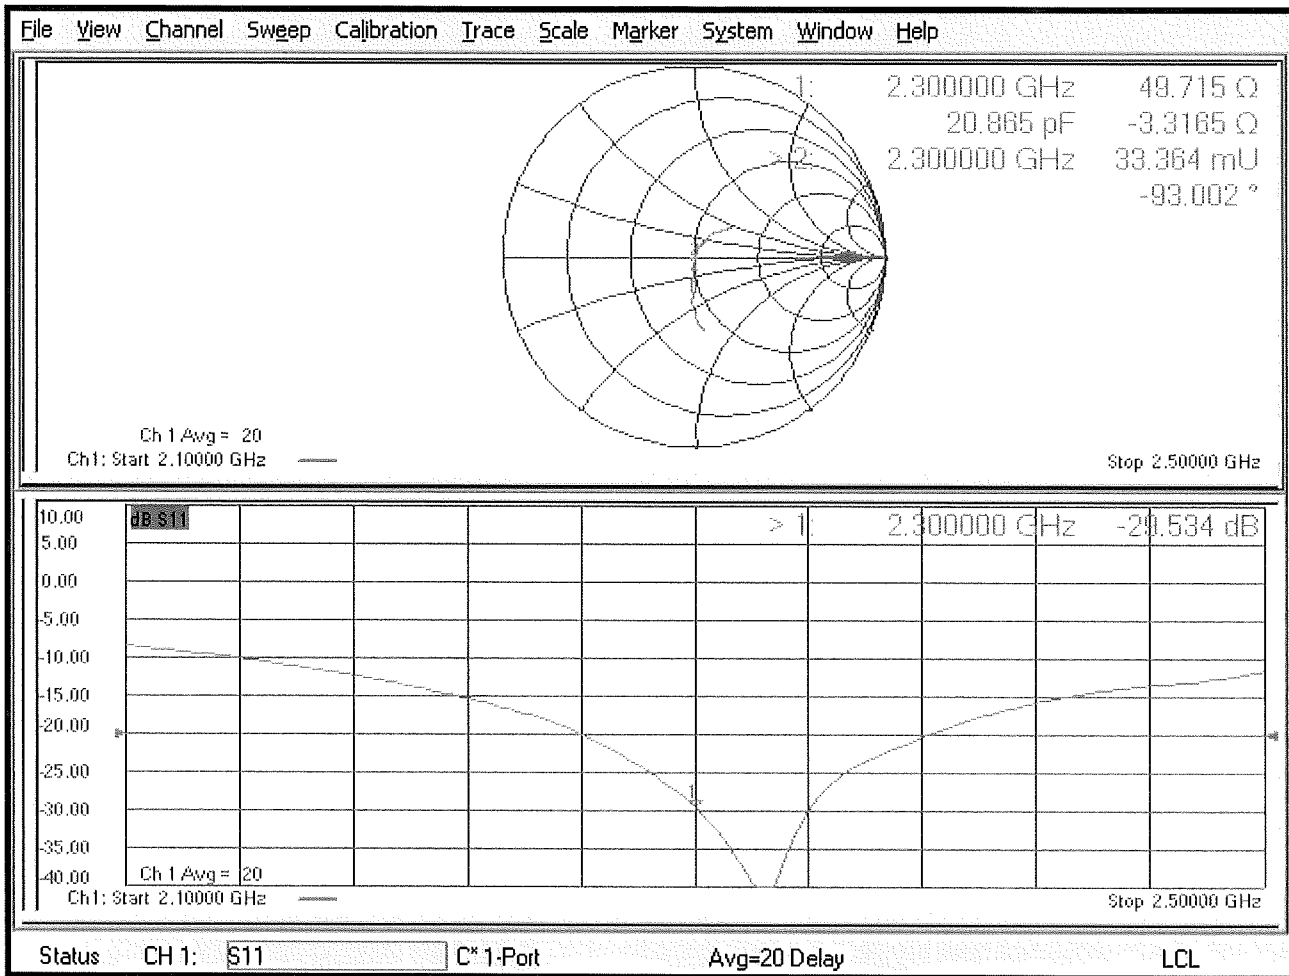 File View Channel Sweep Calibration Trace Scale Marker System Window Help
1: 2.300000 GHz 49.715 Ω
20.865 pF -3.3165 Ω
> 2: 2.300000 GHz 33.364 mU
-93.002 °
Ch 1 Avg = 20
Ch1: Start 2.10000 GHz
Stop 2.50000 GHz
10.00
dB S11
> 1: 2.300000 GHz -29.534 dB
5.00
0.00
-5.00
-10.00
-15.00
-20.00
-25.00
-30.00
1
-35.00
-40.00
Ch 1 Avg = 20
Ch1: Start 2.10000 GHz
Stop 2.50000 GHz
Status CH 1: S11 C* 1-Port Avg=20 Delay LCL